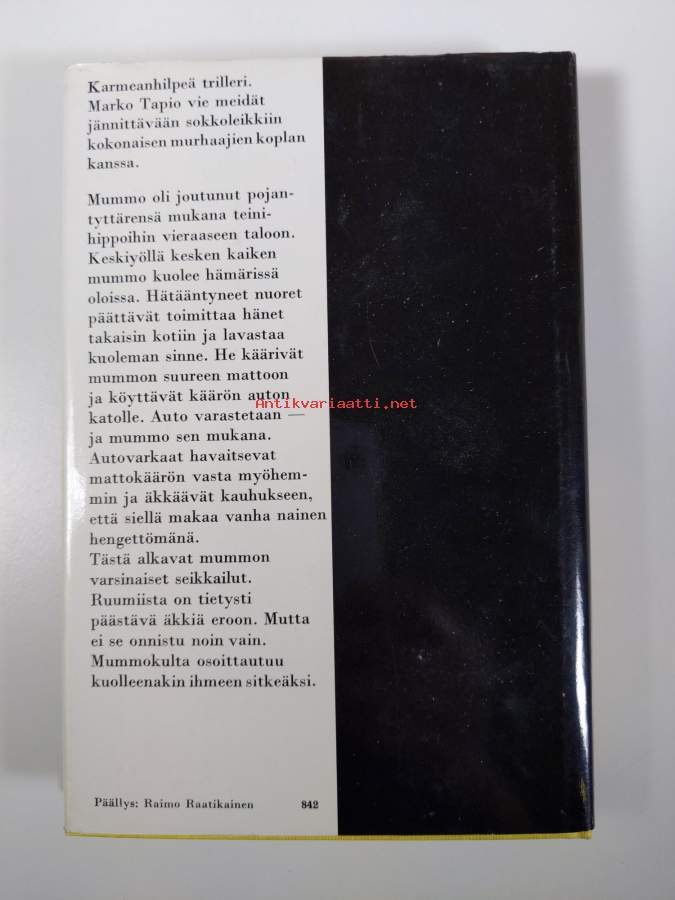 Karmeanhilpeä trilleri.
Marko Tapio vie meidät
jännittävään sokkoleikkiin
kokonaisen murhaajien koplan
kanssa.
Mummo oli joutunut pojan-
tyttärensä mukana teini-
hippoihin vieraaseen taloon.
Keskiyöllä kesken kaiken
mummo kuolee hämärissä
oloissa. Hätääntyneet nuoret
päättävät toimittaa hänet
takaisin kotiin ja lavastaa
kuoleman sinne. He käärivät
mummon suureen mattoon
ja köyttävät käärön auton
Antikvariaatti.net
katolle. Auto varastetaan —
ja mummo sen mukana.
Autovarkaat havaitsevat
mattokäärön vasta myöhem-
min ja äkkäävät kauhukseen,
että siellä makaa vanha nainen
hengettömänä.
Tästä alkavat mummon
varsinaiset seikkailut.
Ruumiista on tietysti
päästävä äkkiä eroon. Mutta
ei se onnistu noin vain.
Mummokulta osoittautuu
kuolleenakin ihmeen sitkeäksi.
Päällys: Raimo Raatikainen 842